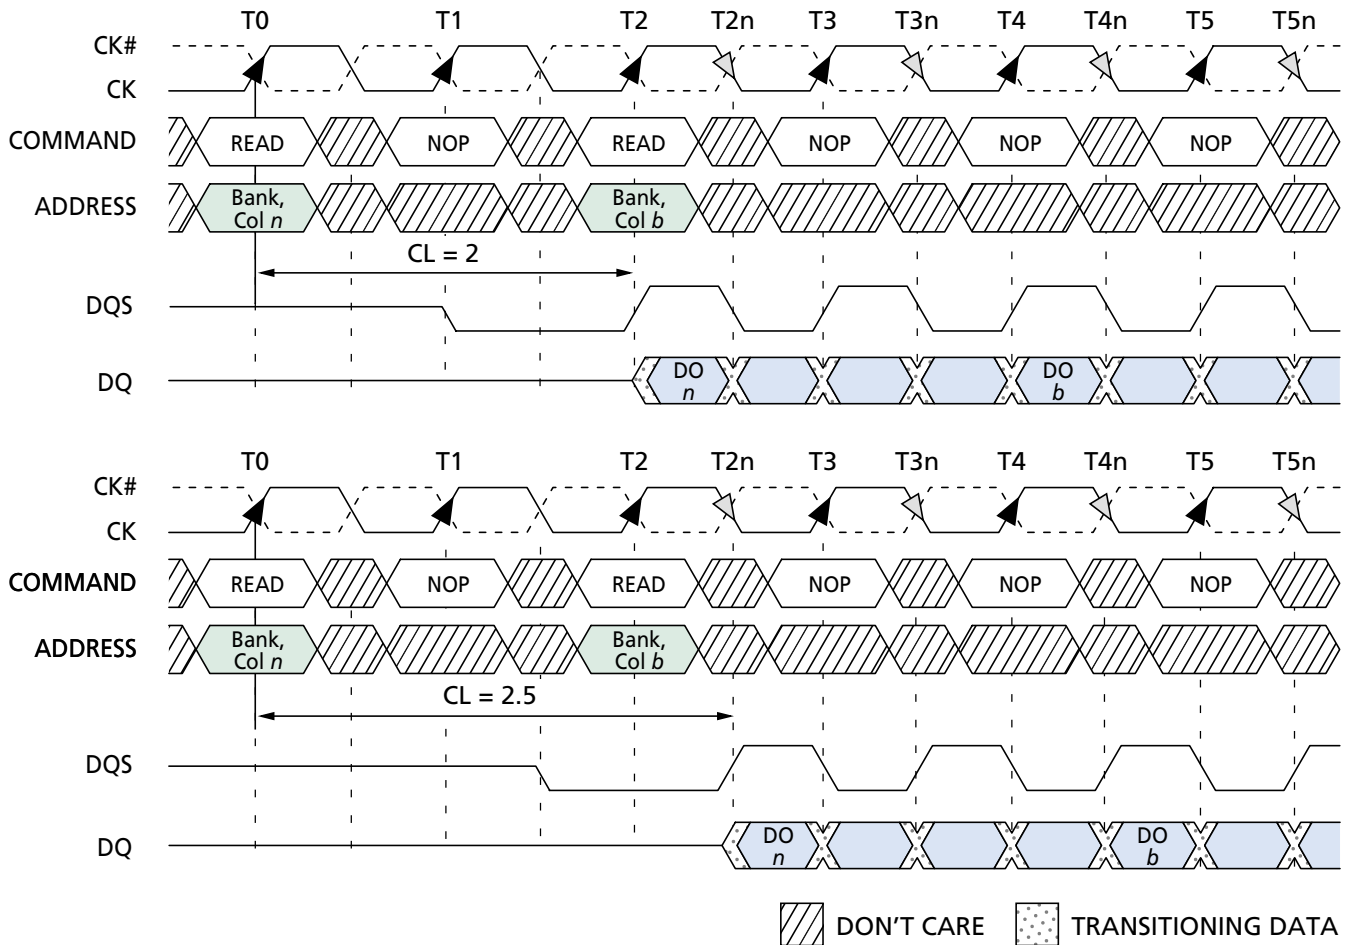 T0 T1 T2 T2n T3 T3n T4 T4n T5 T5n
CK#
CK
COMMAND READ NOP READ NOP NOP NOP
ADDRESS Bank, Col n Bank, Col b
CL = 2
DQS
DQ DO n DO b
T0 T1 T2 T2n T3 T3n T4 T4n T5 T5n
CK#
CK
COMMAND READ NOP READ NOP NOP NOP
ADDRESS Bank, Col n Bank, Col b
CL = 2.5
DQS
DQ DO n DO b
DON'T CARE TRANSITIONING DATA